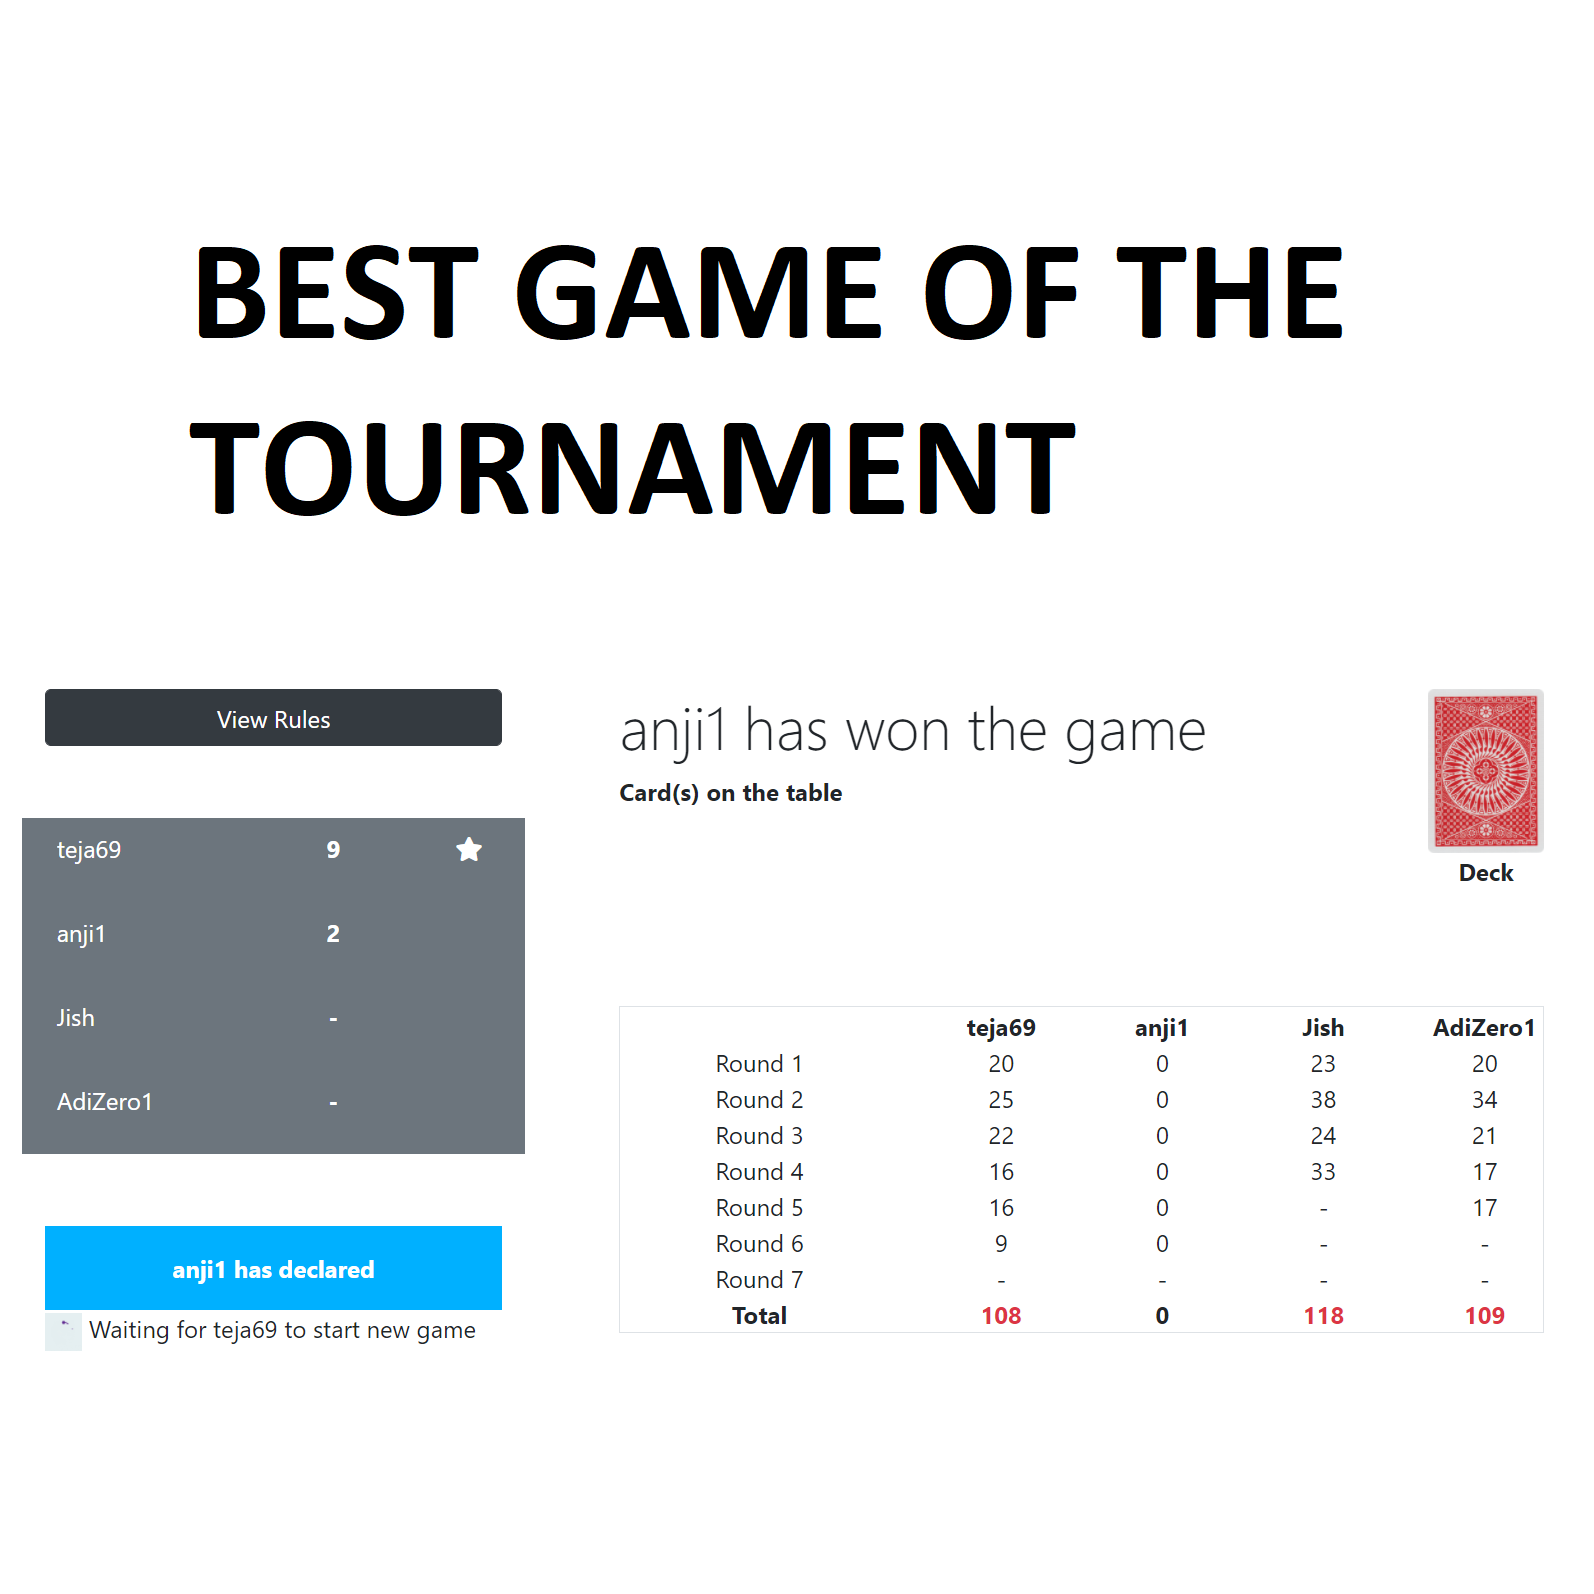 BEST GAME OF THE
TOURNAMENT
View Rules
teja69 9
anji1 2
Jish -
AdiZero1 -
anji1 has declared
Waiting for teja69 to start new game
anji1 has won the game
Card(s) on the table
Deck
teja69 anji1 Jish AdiZero1
Round 1 20 0 23 20
Round 2 25 0 38 34
Round 3 22 0 24 21
Round 4 16 0 33 17
Round 5 16 0 - 17
Round 6 9 0 - -
Round 7 - - - -
Total 108 0 118 109